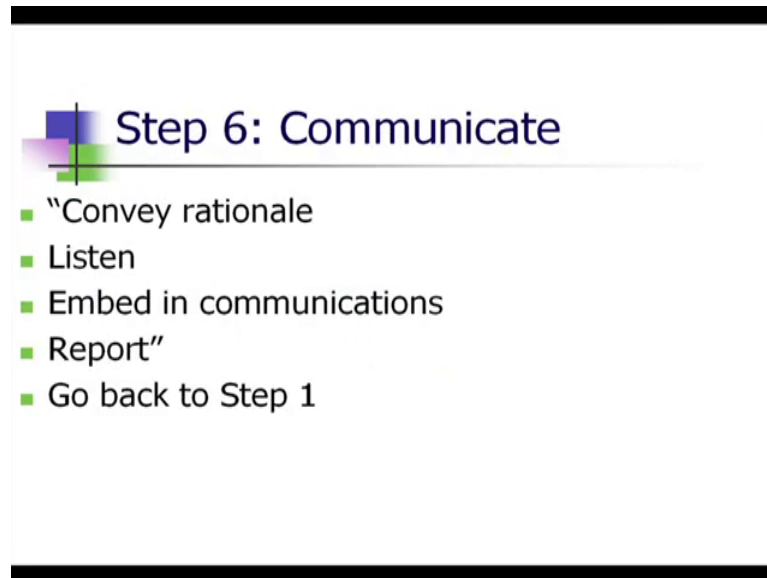 Step 6: Communicate
“Convey rationale
Listen
Embed in communications
Report”
Go back to Step 1